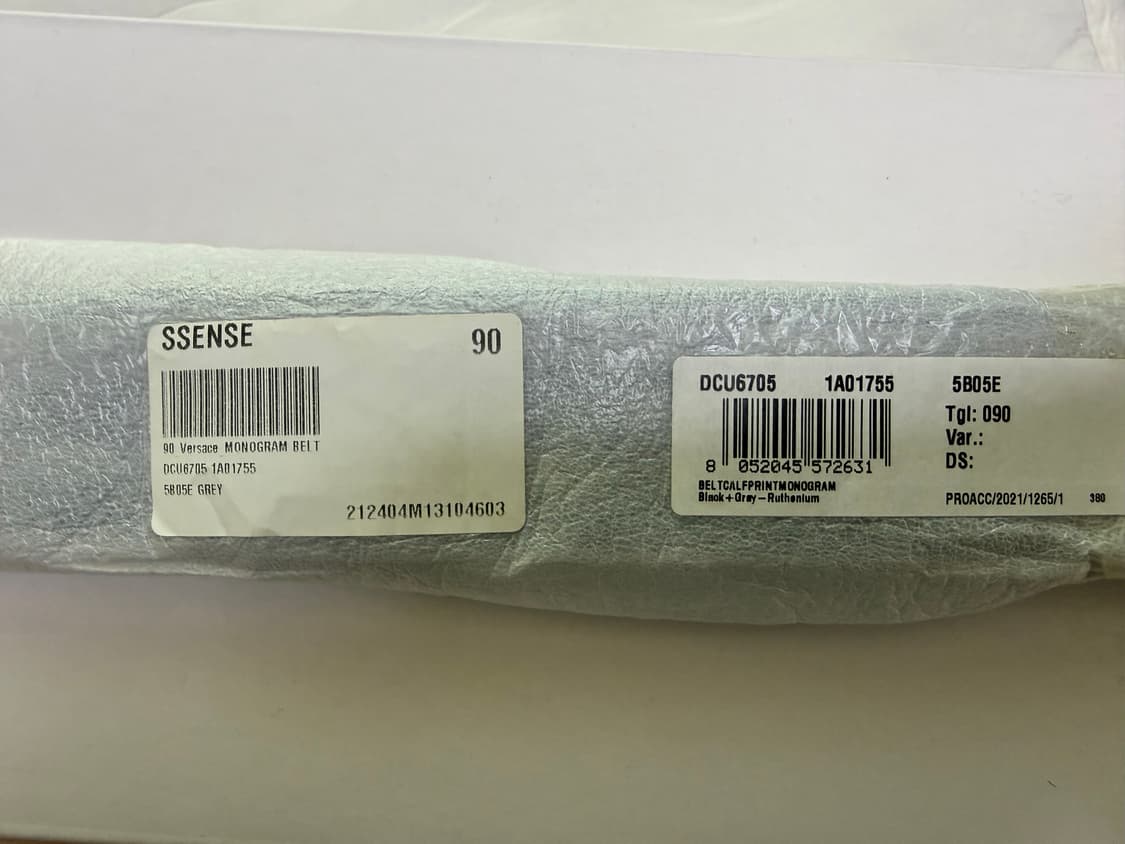 SSENSE 90
90 Versace MONOGRAM BELT
DCU6705 1A01755
5B05E GREY
212404M13104603
DCU6705 1A01755 5B05E
Tgl: 090
Var.:
DS:
8 052045 572631
BELTCALFPRINTMONOGRAM
Black+Grey-Ruthenium
PROACC/2021/1265/1 380